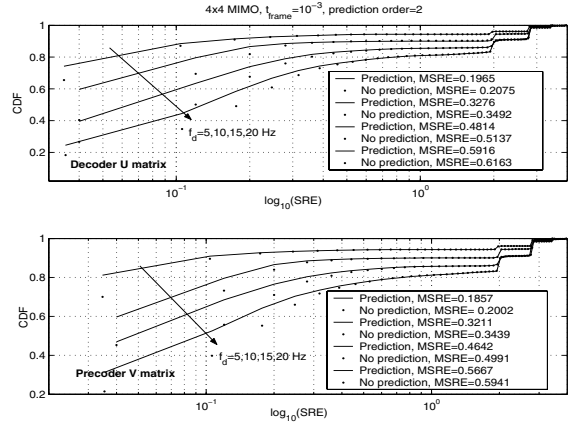 4x4 MIMO, t_frame=10^-3, prediction order=2
1
0.8
0.6
0.4
0.2
CDF
Prediction, MSRE=0.1965
No prediction, MSRE= 0.2075
Prediction, MSRE=0.3276
No prediction, MSRE=0.3492
Prediction, MSRE=0.4814
No prediction, MSRE=0.5137
Prediction, MSRE=0.5916
No prediction, MSRE=0.6163
f_d=5,10,15,20 Hz
Decoder U matrix
10^-1
10^0
log_10(SRE)
1
0.8
0.6
0.4
0.2
CDF
Prediction, MSRE=0.1857
No prediction, MSRE= 0.2002
Prediction, MSRE=0.3211
No prediction, MSRE=0.3439
Prediction, MSRE=0.4642
No prediction, MSRE=0.4991
Prediction, MSRE=0.5667
No prediction, MSRE=0.5941
f_d=5,10,15,20 Hz
Precoder V matrix
10^-1
10^0
log_10(SRE)